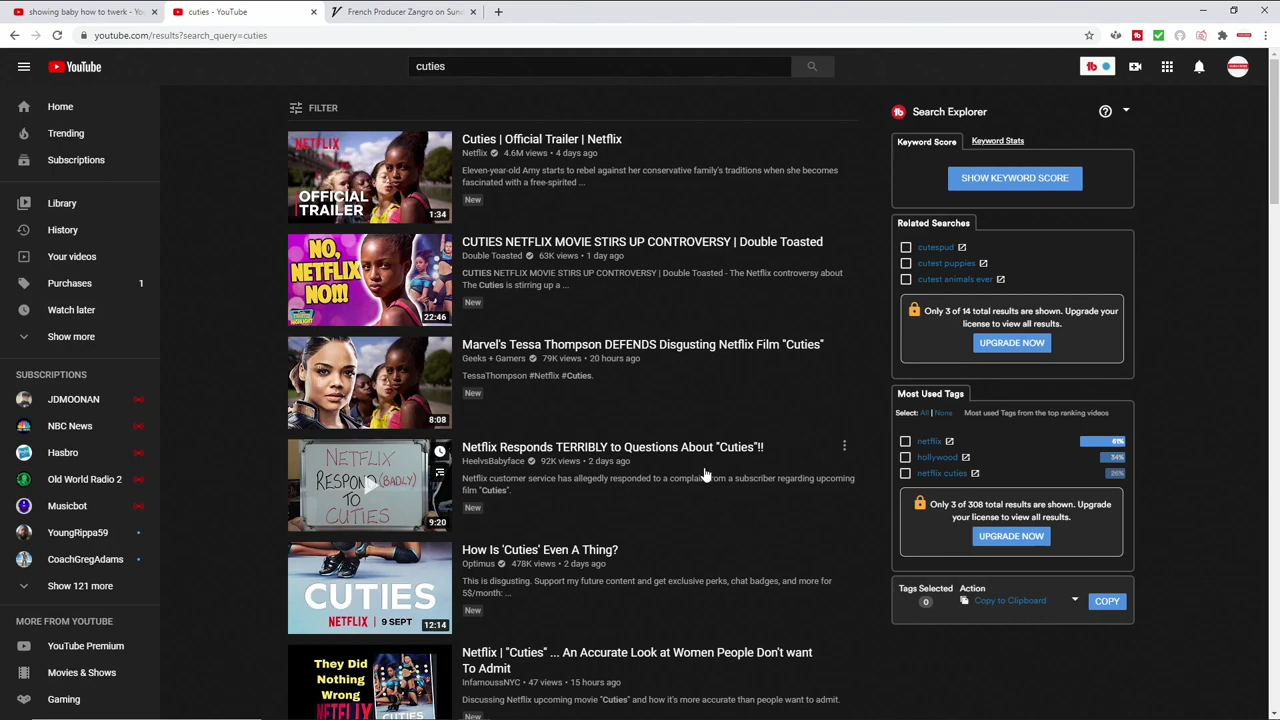 showing baby how to twerk - You
cuties - YouTube
French Producer Zangro on Sund
youtube.com/results?search_query=cuties
YouTube
cuties
FILTER
Home
Trending
Subscriptions
Library
History
Your videos
Purchases 1
Watch later
Show more
SUBSCRIPTIONS
JDMOONAN
NBC News
Hasbro
Old World Radio 2
Musicbot
YoungRippa59
CoachGregAdams
Show 121 more
MORE FROM YOUTUBE
YouTube Premium
Movies & Shows
Gaming
NETFLIX
OFFICIAL
TRAILER
1:34
Cuties | Official Trailer | Netflix
Netflix 4.6M views • 4 days ago
Eleven-year-old Amy starts to rebel against her conservative family's traditions when she becomes
fascinated with a free-spirited ...
New
NO,
NETFLIX
NO!!!
22:46
CUTIES NETFLIX MOVIE STIRS UP CONTROVERSY | Double Toasted
Double Toasted 63K views • 1 day ago
CUTIES NETFLIX MOVIE STIRS UP CONTROVERSY | Double Toasted - The Netflix controversy about
The Cuties is stirring up a ...
New
8:08
Marvel's Tessa Thompson DEFENDS Disgusting Netflix Film "Cuties"
Geeks + Gamers 79K views • 20 hours ago
TessaThompson #Netflix #Cuties.
New
NETFLIX
RESPONDS (BADLY)
TO
CUTIES
9:20
Netflix Responds TERRIBLY to Questions About "Cuties"!!
HeelvsBabyface 92K views • 2 days ago
Netflix customer service has allegedly responded to a complaint from a subscriber regarding upcoming
film "Cuties".
New
CUTIES
NETFLIX | 9 SEPT
12:14
How Is 'Cuties' Even A Thing?
Optimus 478K views • 2 days ago
This is disgusting. Support my future content and get exclusive perks, chat badges, and more for
5$/month: ...
New
They Did
Nothing
Wrong
NETFLIX
Netflix | "Cuties" ... An Accurate Look at Women People Don't want
To Admit
InfamoussNYC • 47 views • 15 hours ago
Discussing Netflix upcoming movie "Cuties" and how it's more accurate than people want to admit.
New
Search Explorer
Keyword Score Keyword Stats
SHOW KEYWORD SCORE
Related Searches
cutespud
cutest puppies
cutest animals ever
Only 3 of 14 total results are shown. Upgrade your
license to view all results.
UPGRADE NOW
Most Used Tags
Select: All | None Most used Tags from the top ranking videos
netflix 61%
hollywood 34%
netflix cuties 26%
Only 3 of 308 total results are shown. Upgrade
your license to view all results.
UPGRADE NOW
Tags Selected Action
0 Copy to Clipboard COPY